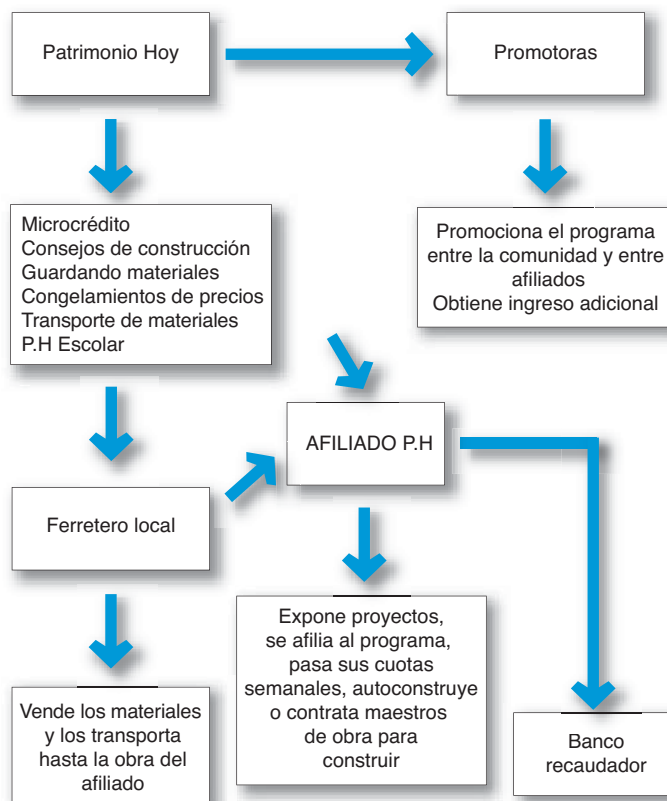 Patrimonio Hoy
Promotoras
Microcrédito
Consejos de construcción
Guardando materiales
Congelamientos de precios
Transporte de materiales
P.H Escolar
Promociona el programa
entre la comunidad y entre
afiliados
Obtiene ingreso adicional
AFILIADO P.H
Ferretero local
Expone proyectos,
se afilia al programa,
pasa sus cuotas
semanales, autoconstruye
o contrata maestros
de obra para
construir
Vende los materiales
y los transporta
hasta la obra del
afiliado
Banco
recaudador